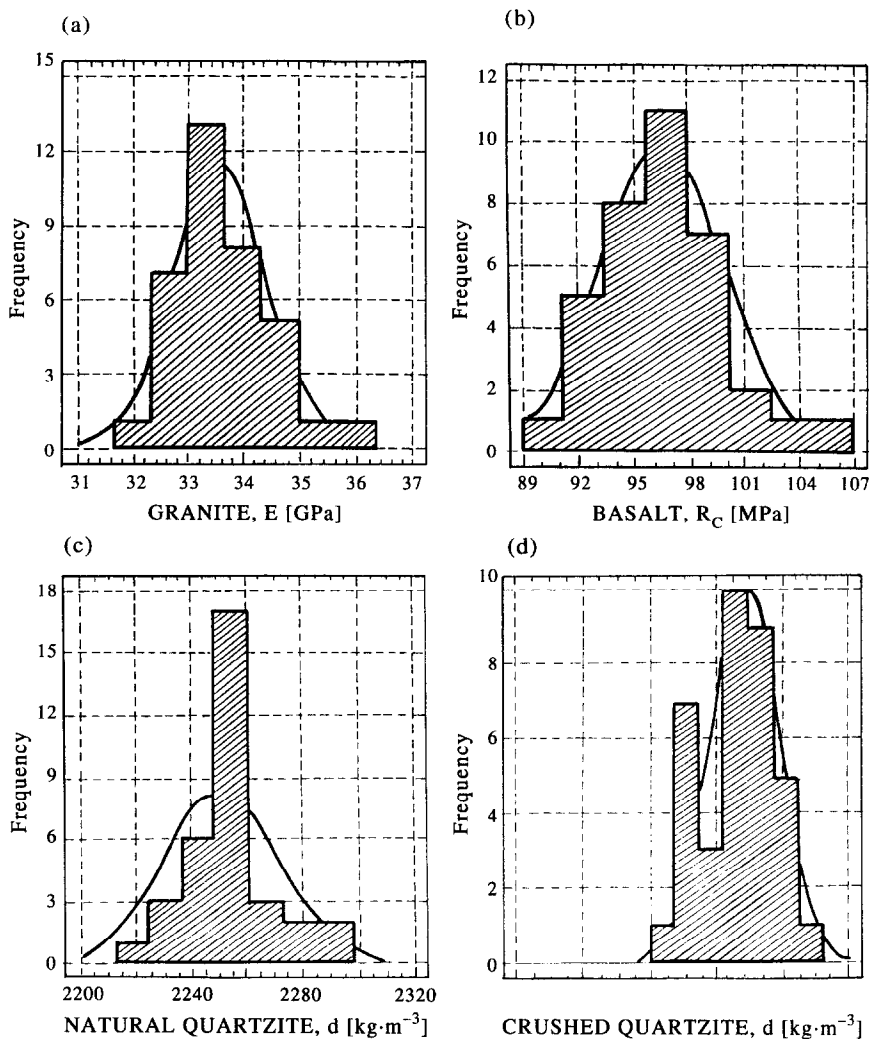 (a)
15
12
9
6
3
0
Frequency
31 32 33 34 35 36 37
GRANITE, E [GPa]
(b)
12
10
8
6
4
2
0
Frequency
89 92 95 98 101 104 107
BASALT, R_C [MPa]
(c)
18
15
12
9
6
3
0
Frequency
2200 2240 2280 2320
NATURAL QUARTZITE, d [kg·m⁻³]
(d)
10
8
6
4
2
0
Frequency
CRUSHED QUARTZITE, d [kg·m⁻³]